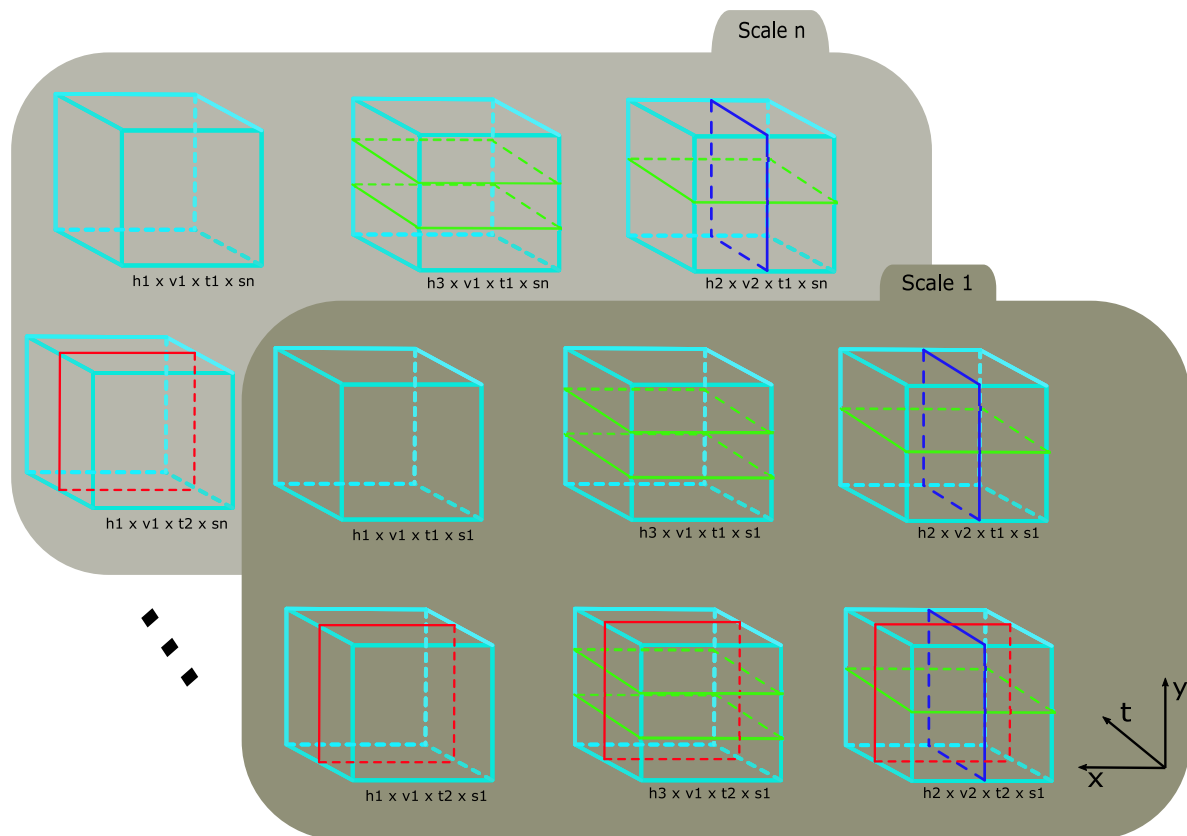 Scale n
h1 x v1 x t1 x sn
h3 x v1 x t1 x sn
h2 x v2 x t1 x sn
h1 x v1 x t2 x sn
Scale 1
h1 x v1 x t1 x s1
h3 x v1 x t1 x s1
h2 x v2 x t1 x s1
h1 x v1 x t2 x s1
h3 x v1 x t2 x s1
h2 x v2 x t2 x s1
y
t
x